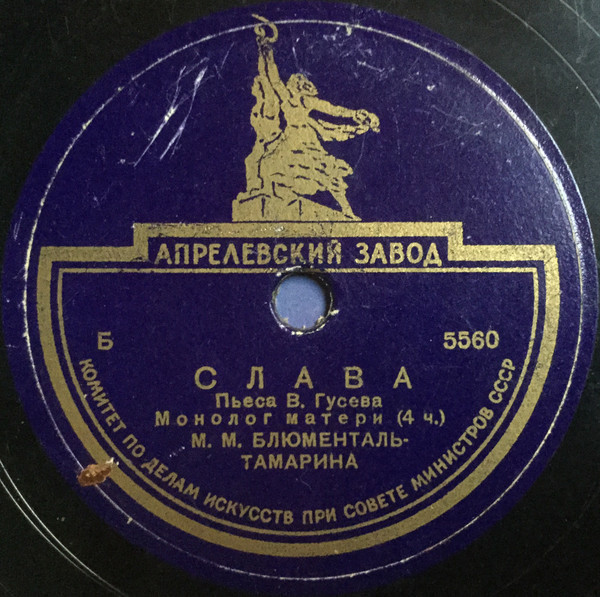 АПРЕЛЕВСКИЙ ЗАВОД
Б 5560
СЛАВА
Пьеса В. Гусева
Монолог матери (4 ч.)
М. М. БЛЮМЕНТАЛЬ-
ТАМАРИНА
КОМИТЕТ ПО ДЕЛАМ ИСКУССТВ ПРИ СОВЕТЕ МИНИСТРОВ СССР